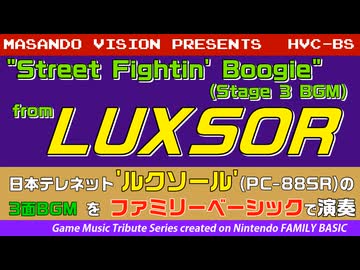 MASANDO VISION PRESENTS HVC-BS
"Street Fightin' Boogie"
(Stage 3 BGM)
from LUXSOR
日本テレネット'ルクソール'(PC-88SR)の
3面BGM を ファミリーベーシックで演奏
Game Music Tribute Series created on Nintendo FAMILY BASIC